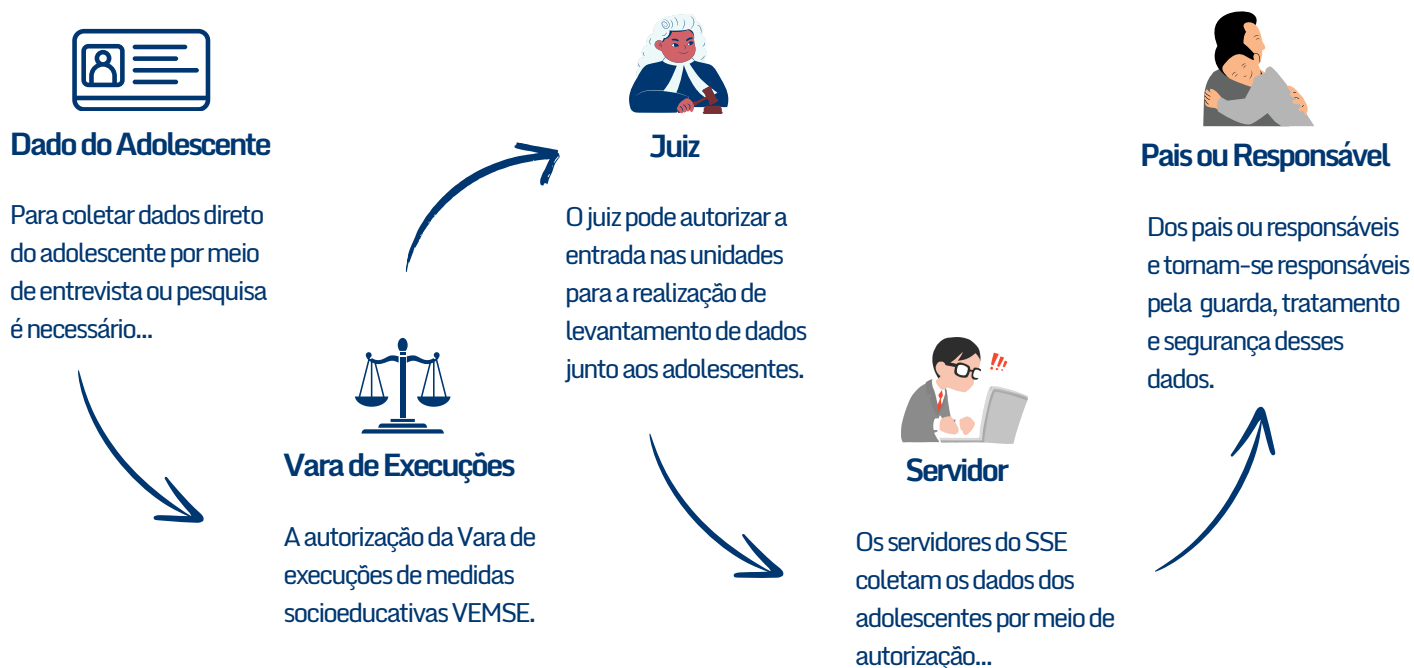 Dado do Adolescente
Para coletar dados direto
do adolescente por meio
de entrevista ou pesquisa
é necessário...
Vara de Execuções
A autorização da Vara de
execuções de medidas
socioeducativas VEMSE.
Juiz
O juiz pode autorizar a
entrada nas unidades
para a realização de
levantamento de dados
junto aos adolescentes.
Servidor
Os servidores do SSE
coletam os dados dos
adolescentes por meio de
autorização...
Pais ou Responsável
Dos pais ou responsáveis
e tornam-se responsáveis
pela guarda, tratamento
e segurança desses
dados.